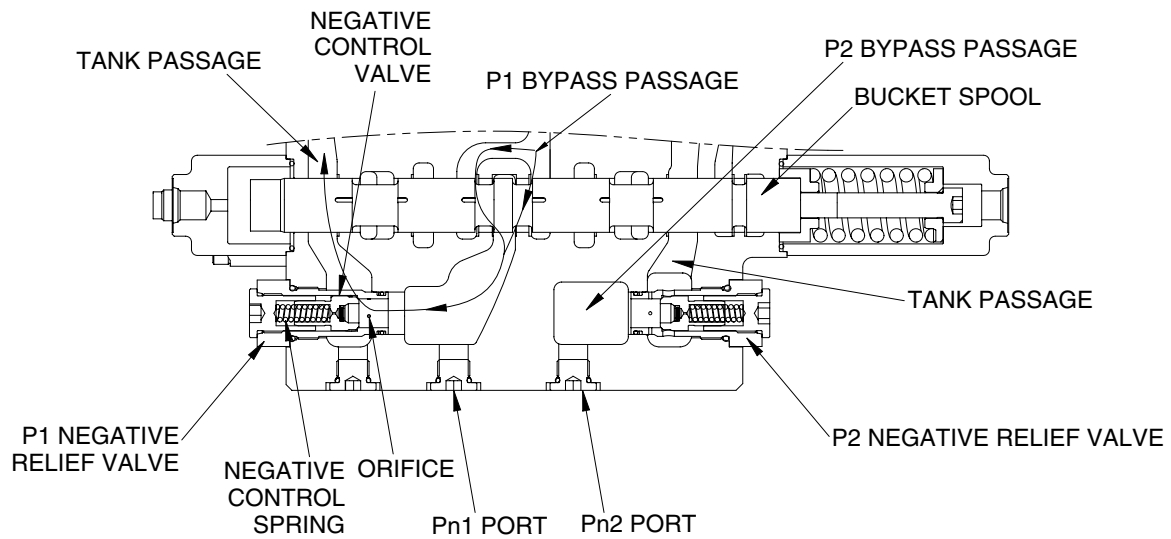 NEGATIVE
CONTROL
VALVE
TANK PASSAGE
P1 BYPASS PASSAGE
P2 BYPASS PASSAGE
BUCKET SPOOL
TANK PASSAGE
P1 NEGATIVE
RELIEF VALVE
NEGATIVE
CONTROL
SPRING
ORIFICE
Pn1 PORT
Pn2 PORT
P2 NEGATIVE RELIEF VALVE